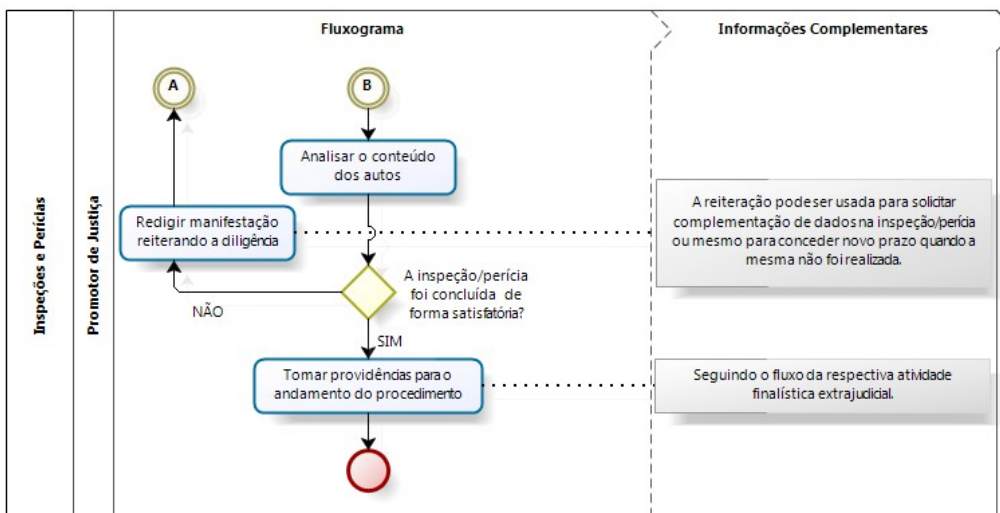 Fluxograma
Informações Complementares
Inspeções e Perícias
Promotor de Justiça
A
B
Analisar o conteúdo
dos autos
Redigir manifestação
reiterando a diligência
A reiteração pode ser usada para solicitar
complementação de dados na inspeção/perícia
ou mesmo para conceder novo prazo quando a
mesma não foi realizada.
A inspeção/perícia
foi concluída de
forma satisfatória?
NÃO
SIM
Tomar providências para o
andamento do procedimento
Seguindo o fluxo da respectiva atividade
finalística extrajudicial.